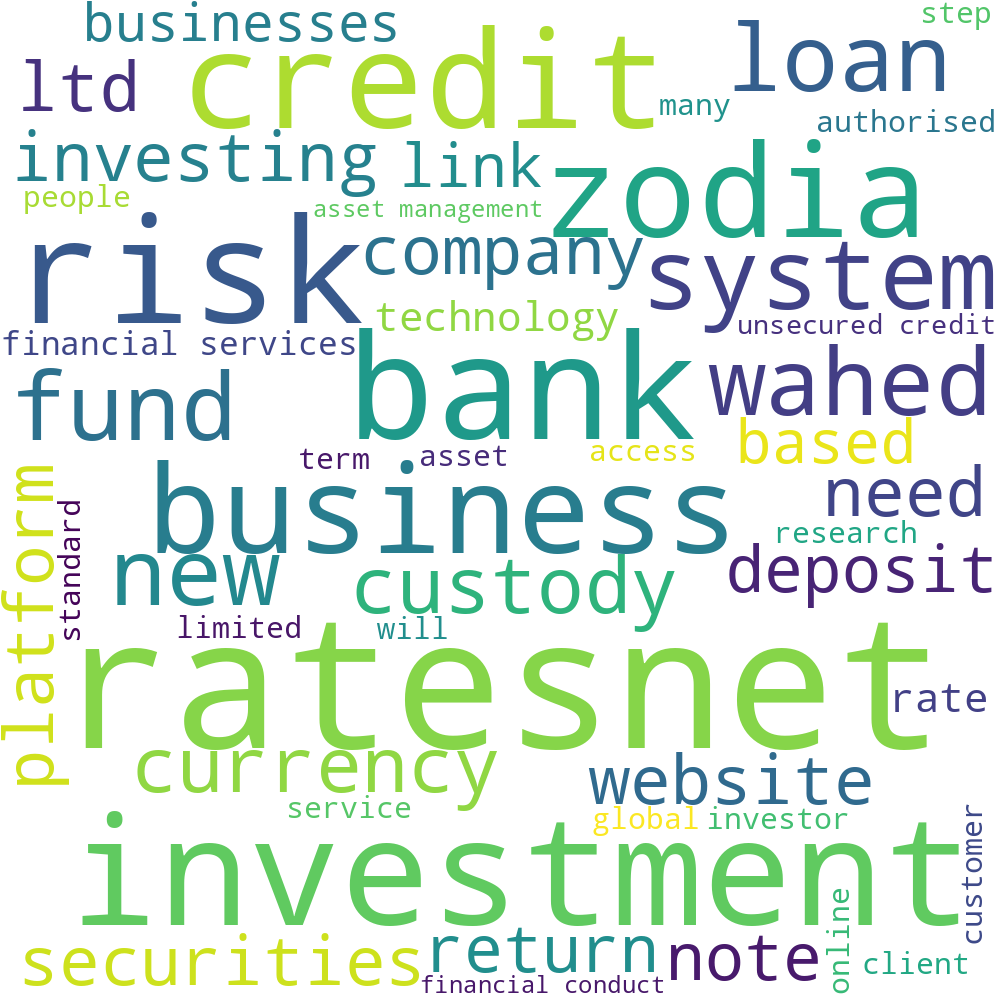 businesses
step
credit
loan
ltd
many
authorised
investing
link
zodia
people
asset management
risk
company
system
technology
unsecured credit
financial services
bank
wahed
fund
based
term
asset
access
platform
business
need
standard
research
new
custody
deposit
limited
will
ratesnet
rate
currency
website
service
global
investor
customer
investment
online
securities
return
note
client
financial conduct